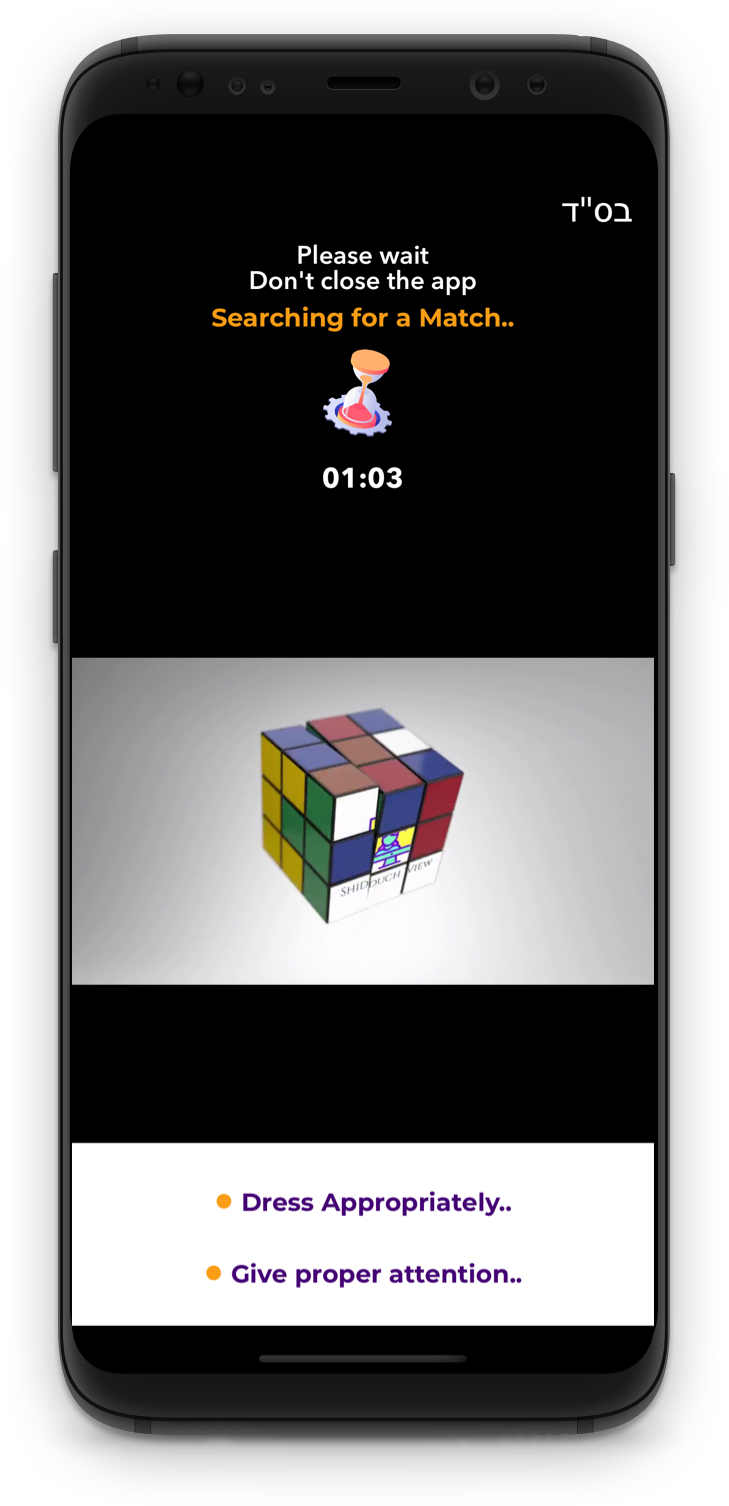 בס"ד
Please wait
Don't close the app
Searching for a Match..
01:03
SHIDDUCH VIEW
Dress Appropriately..
Give proper attention..